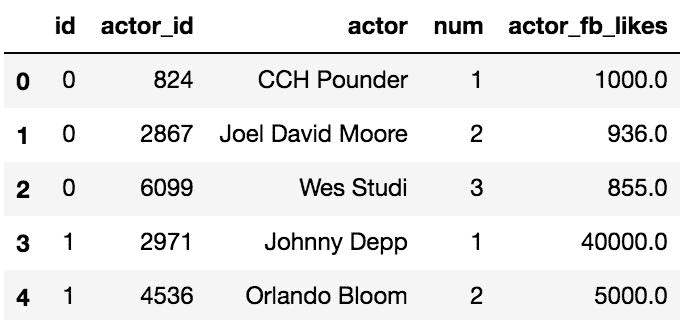 id actor_id actor num actor_fb_likes
0 0 824 CCH Pounder 1 1000.0
1 0 2867 Joel David Moore 2 936.0
2 0 6099 Wes Studi 3 855.0
3 1 2971 Johnny Depp 1 40000.0
4 1 4536 Orlando Bloom 2 5000.0